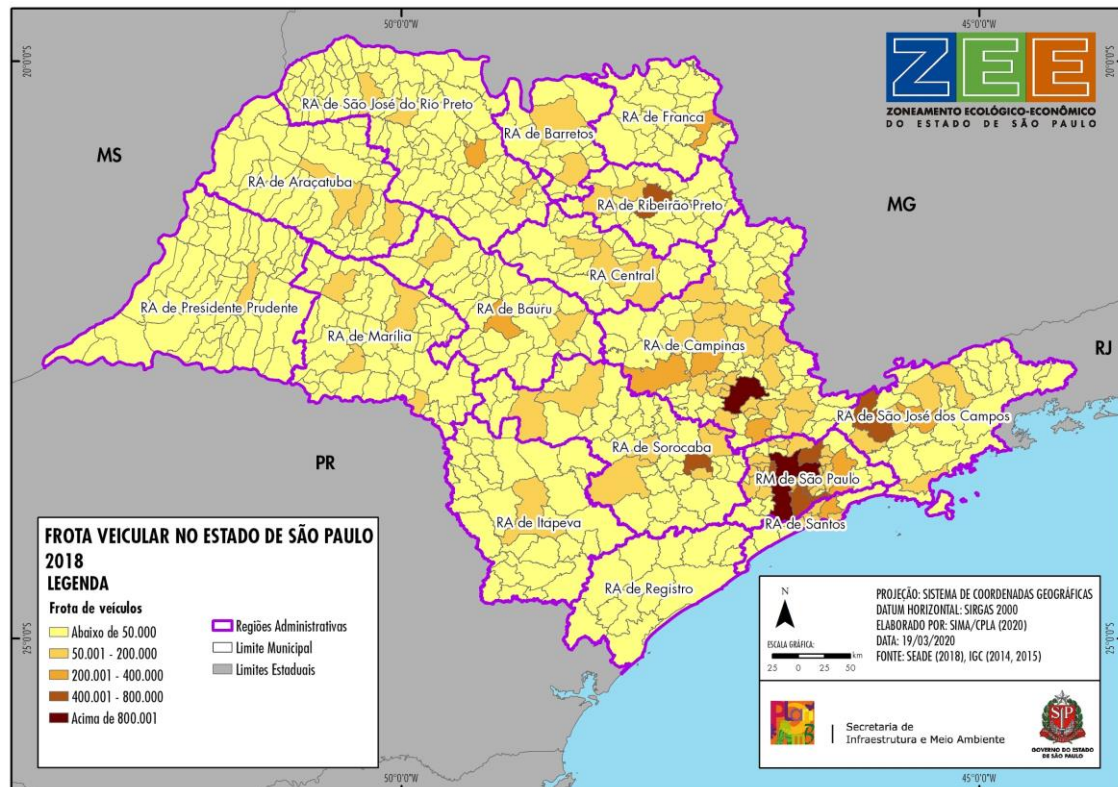 50°0'0"W
45°0'0"W
20°0'0"S
20°0'0"S
ZEE
ZONEAMENTO ECOLÓGICO-ECONÔMICO
DO ESTADO DE SÃO PAULO
RA de São José do Rio Preto
RA de Barretos
RA de Franca
MS
RA de Araçatuba
RA de Ribeirão Preto
MG
RA Central
RA de Presidente Prudente
RA de Bauru
RA de Marília
RA de Campinas
RJ
RA de São José dos Campos
RA de Sorocaba
PR
RM de São Paulo
RA de Itapeva
RA de Santos
RA de Registro
FROTA VEICULAR NO ESTADO DE SÃO PAULO
2018
LEGENDA
Frota de veículos
Abaixo de 50.000
50.001 - 200.000
200.001 - 400.000
400.001 - 800.000
Acima de 800.001
Regiões Administrativas
Limite Municipal
Limites Estaduais
N
ESCALA GRÁFICA:
25 0 25 50 km
PROJEÇÃO: SISTEMA DE COORDENADAS GEOGRÁFICAS
DATUM HORIZONTAL: SIRGAS 2000
ELABORADO POR: SIMA/CPLA (2020)
DATA: 19/03/2020
FONTE: SEADE (2018), IGC (2014, 2015)
25°0'0"S
25°0'0"S
Secretaria de
Infraestrutura e Meio Ambiente
SP
GOVERNO DO ESTADO
DE SÃO PAULO
50°0'0"W
45°0'0"W